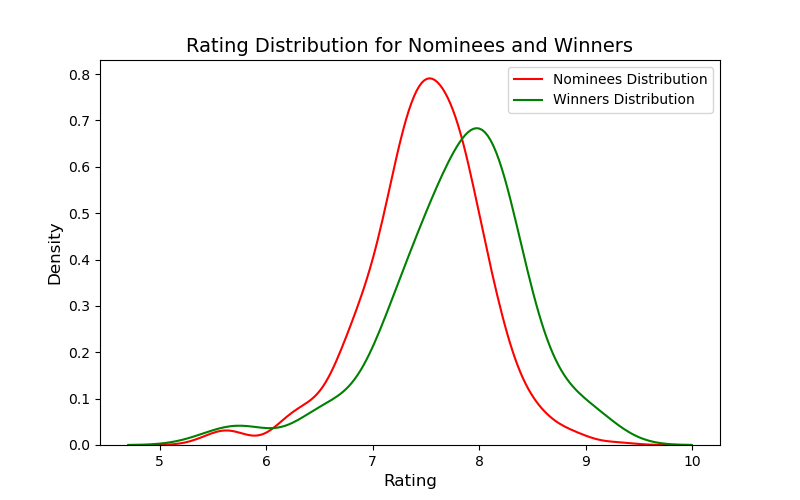 Rating Distribution for Nominees and Winners
Nominees Distribution
Winners Distribution
Density
0.8
0.7
0.6
0.5
0.4
0.3
0.2
0.1
0.0
5 6 7 8 9 10
Rating